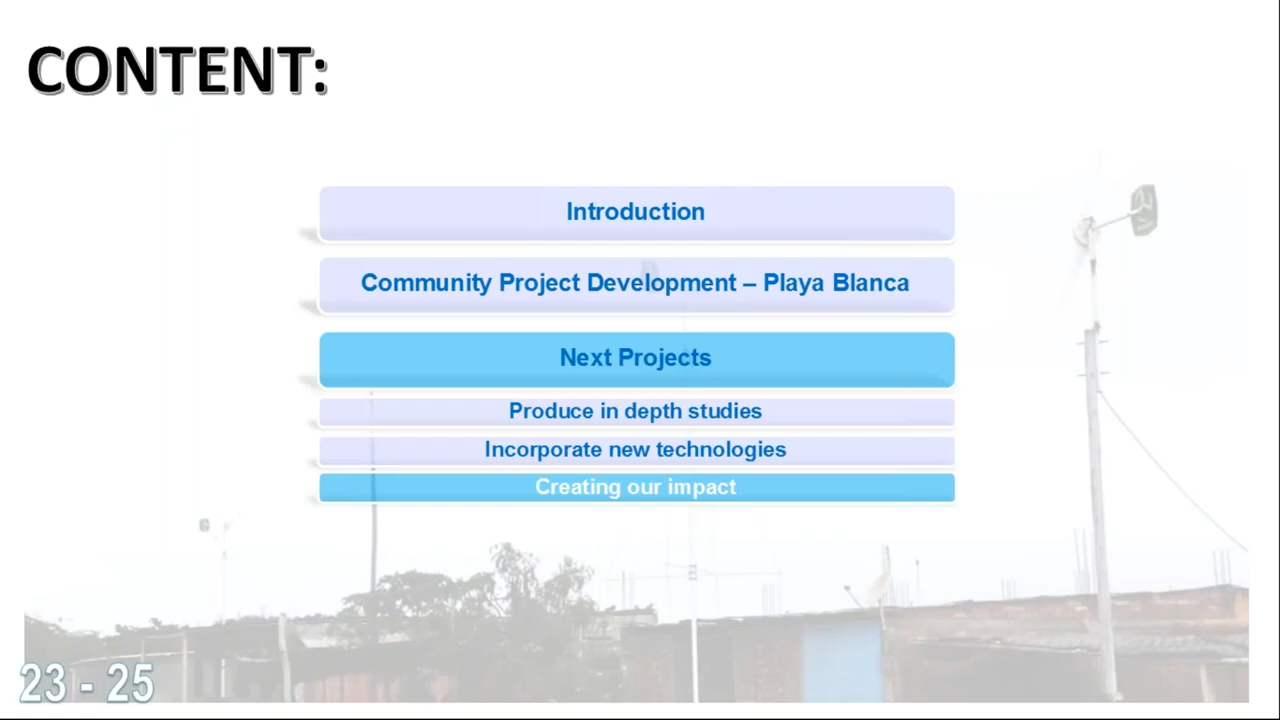 CONTENT:
Introduction
Community Project Development – Playa Blanca
Next Projects
Produce in depth studies
Incorporate new technologies
Creating our impact
23 - 25